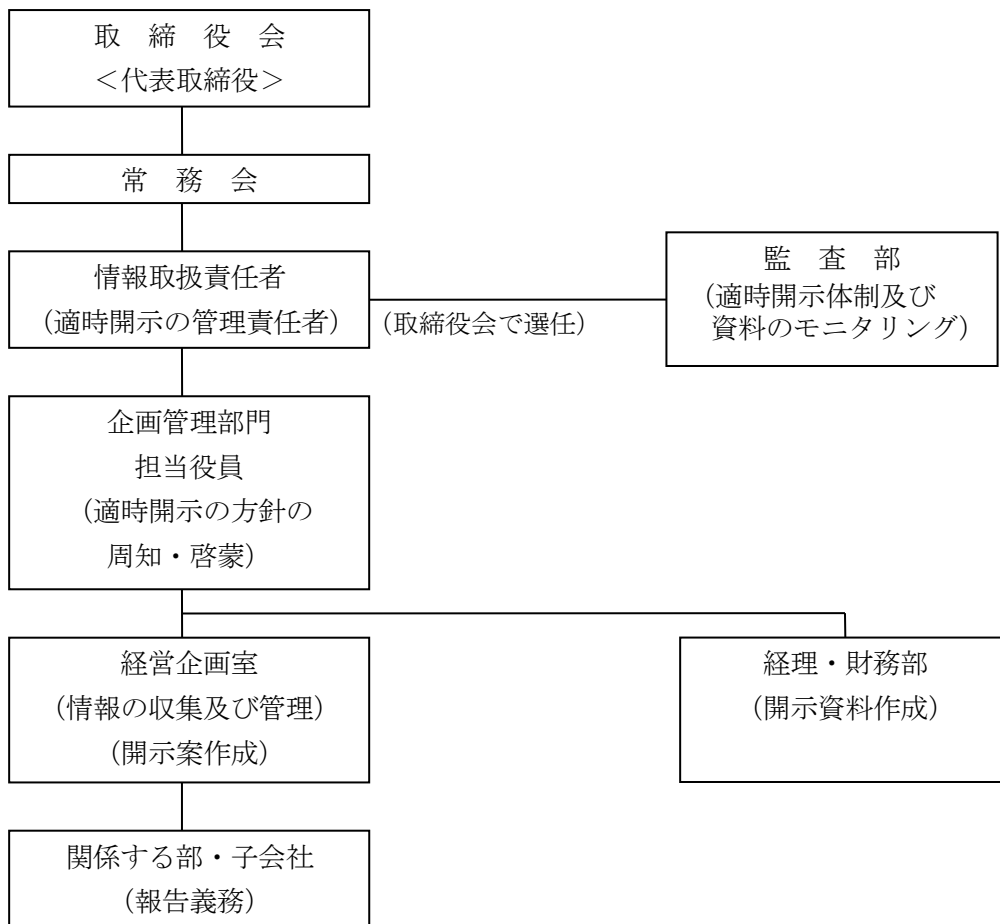 取　締　役　会
＜代表取締役＞
常　務　会
情報取扱責任者
（適時開示の管理責任者）
（取締役会で選任）
監　査　部
（適時開示体制及び
資料のモニタリング）
企画管理部門
担当役員
（適時開示の方針の
周知・啓蒙）
経営企画室
（情報の収集及び管理）
（開示案作成）
経理・財務部
（開示資料作成）
関係する部・子会社
（報告義務）